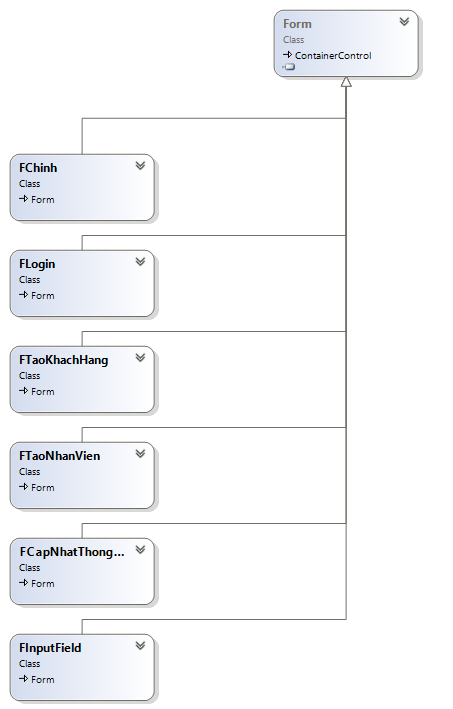 Form
Class
ContainerControl
FChinh
Class
Form
FLogin
Class
Form
FTaoKhachHang
Class
Form
FTaoNhanVien
Class
Form
FCapNhatThong...
Class
Form
FInputField
Class
Form